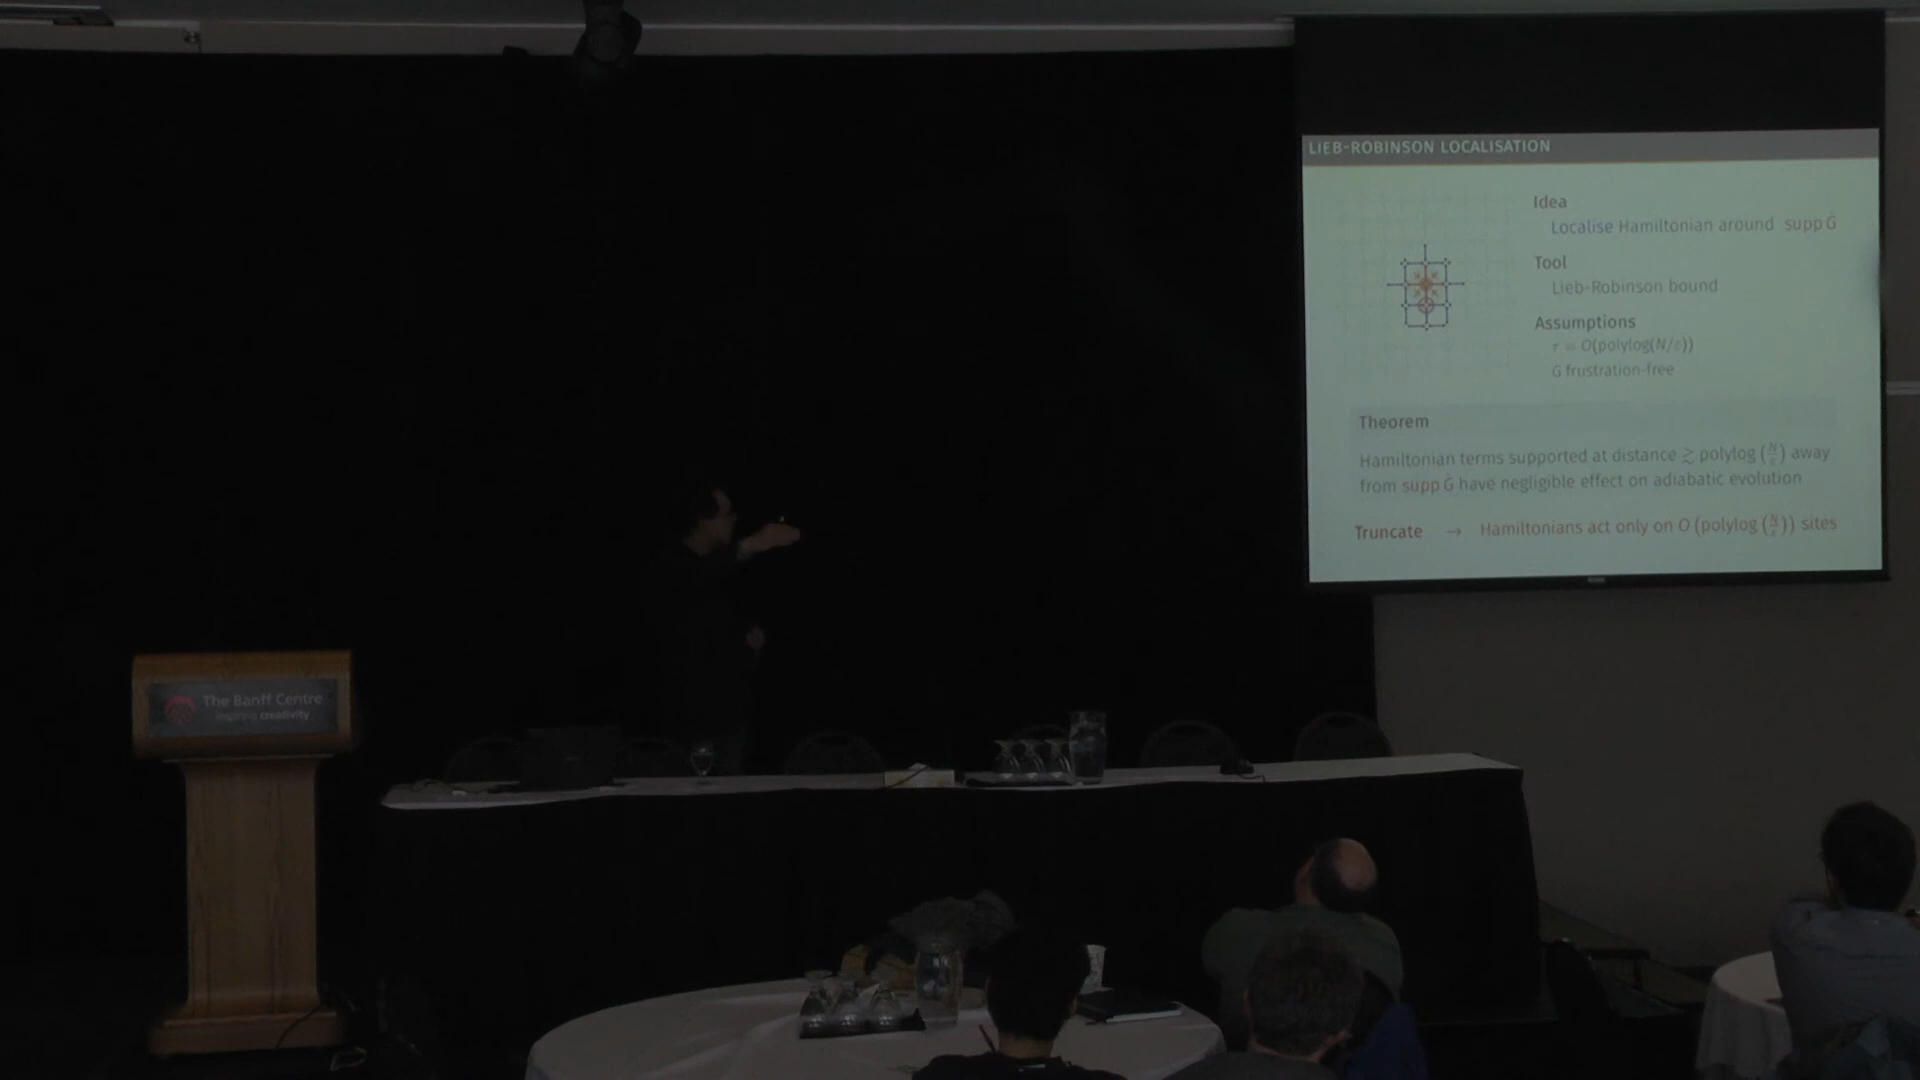 LIEB-ROBINSON LOCALISATION
Idea
Localise Hamiltonian around supp Ġ
Tool
Lieb-Robinson bound
Assumptions
τ = O(polylog(N/ε))
G frustration-free
Theorem
Hamiltonian terms supported at distance ≳ polylog (N/ε) away
from supp Ġ have negligible effect on adiabatic evolution
Truncate → Hamiltonians act only on O (polylog (N/ε)) sites
The Banff Centre
inspiring creativity